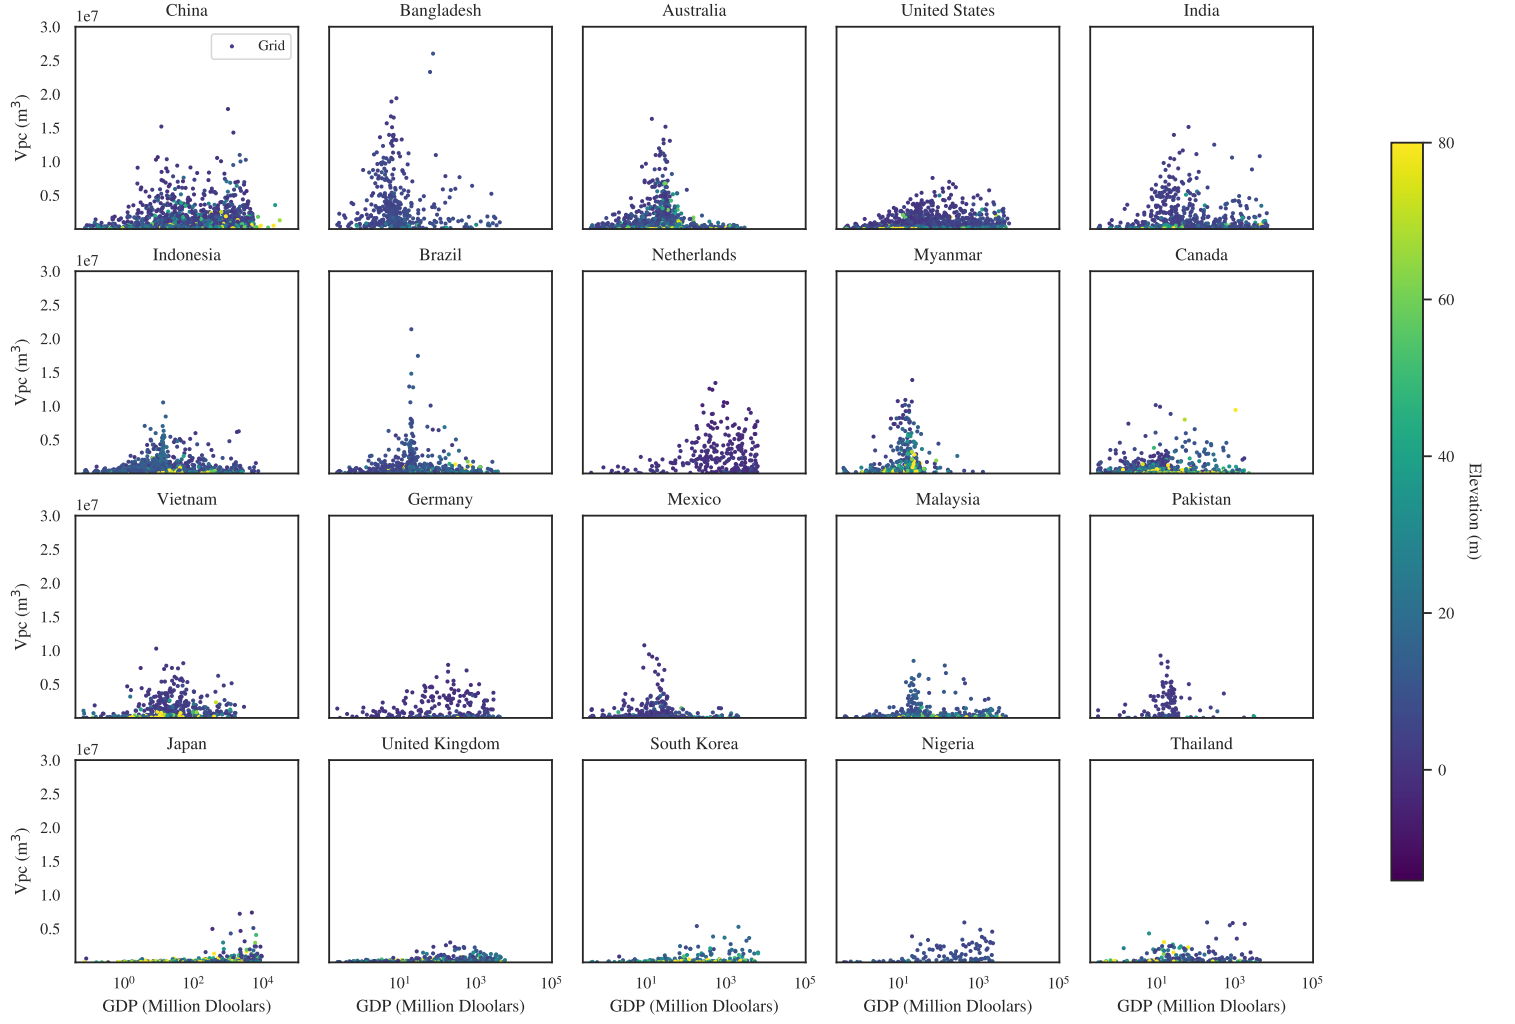 China
Bangladesh
Australia
United States
India
1e7
3.0
2.5
2.0
1.5
1.0
0.5
Vpc (m³)
Grid
Indonesia
Brazil
Netherlands
Myanmar
Canada
1e7
3.0
2.5
2.0
1.5
1.0
0.5
Vpc (m³)
Vietnam
Germany
Mexico
Malaysia
Pakistan
1e7
3.0
2.5
2.0
1.5
1.0
0.5
Vpc (m³)
Japan
United Kingdom
South Korea
Nigeria
Thailand
1e7
3.0
2.5
2.0
1.5
1.0
0.5
Vpc (m³)
10⁰ 10² 10⁴
10¹ 10³ 10⁵
10¹ 10³ 10⁵
10¹ 10³ 10⁵
10¹ 10³ 10⁵
GDP (Million Dloolars)
GDP (Million Dloolars)
GDP (Million Dloolars)
GDP (Million Dloolars)
GDP (Million Dloolars)
80
60
40
20
0
Elevation (m)